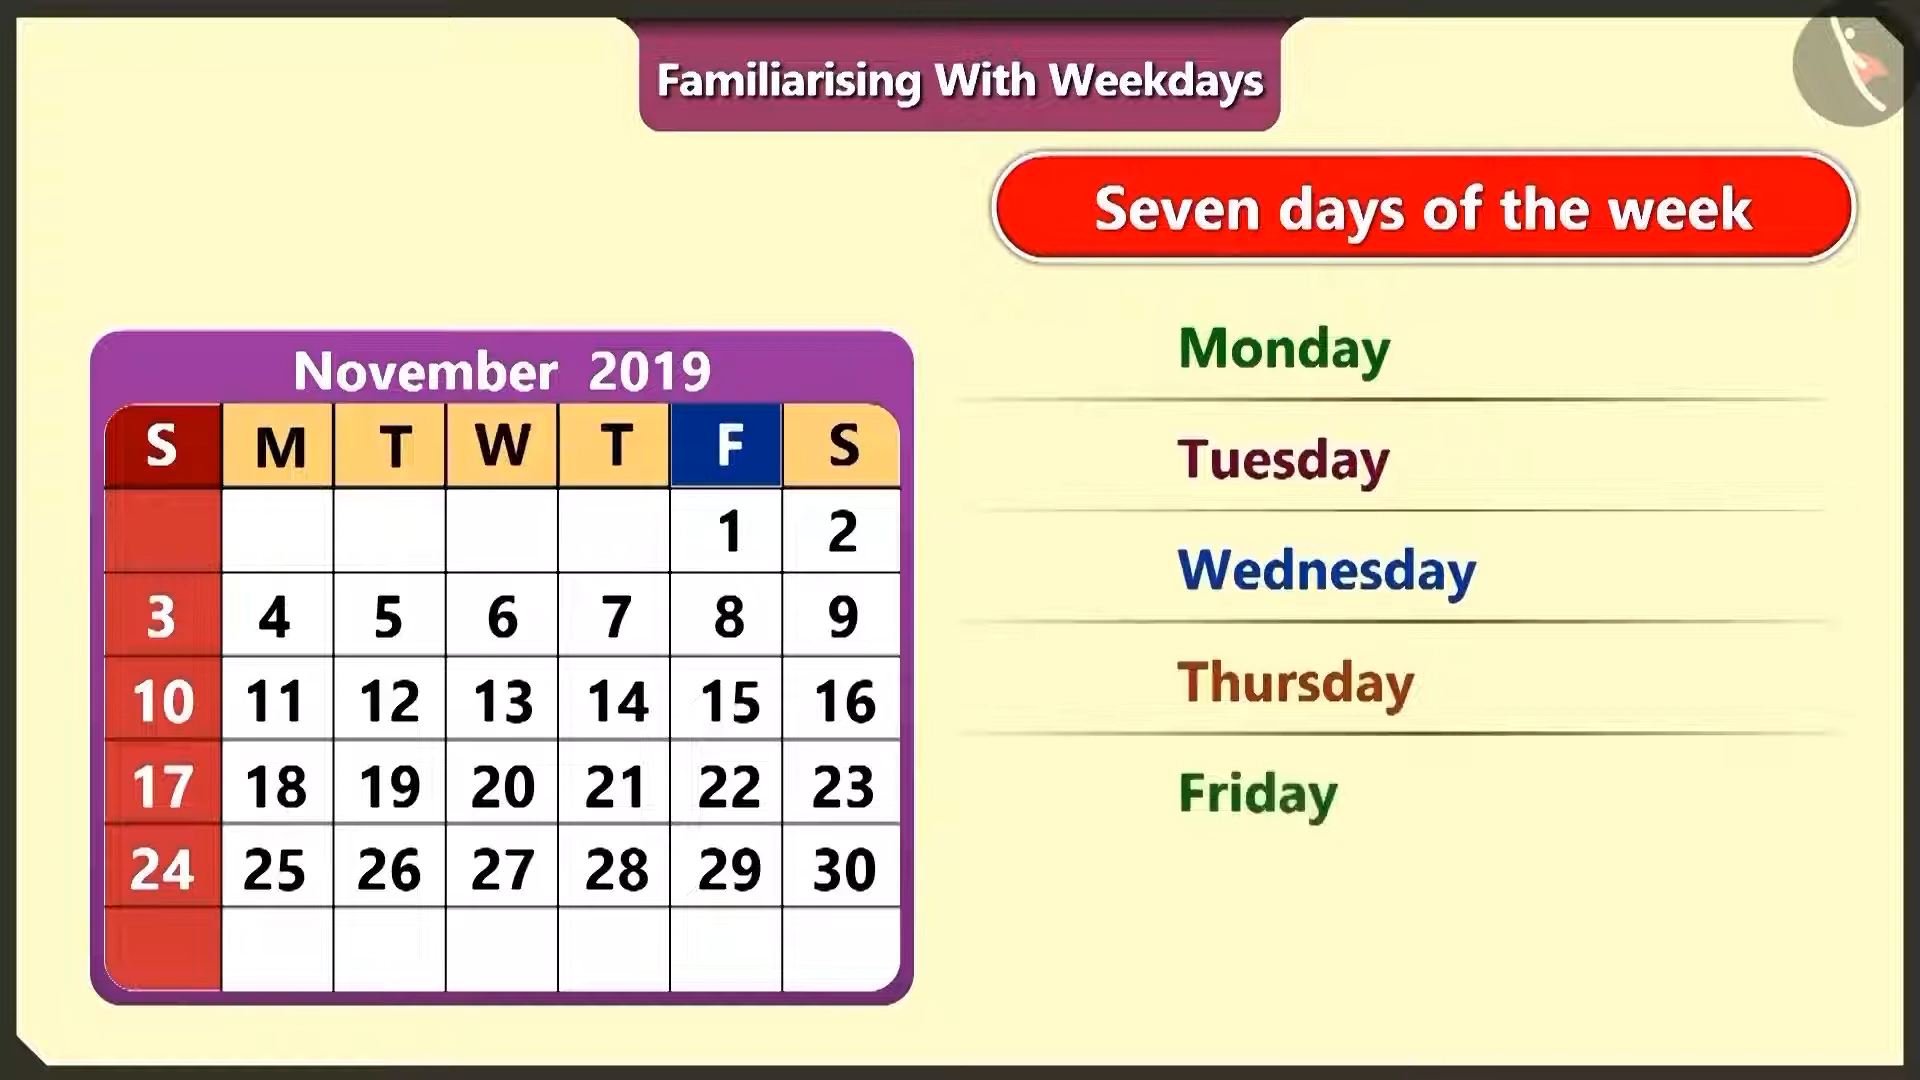 Familiarising With Weekdays
Seven days of the week
November 2019
S M T W T F S
1 2
3 4 5 6 7 8 9
10 11 12 13 14 15 16
17 18 19 20 21 22 23
24 25 26 27 28 29 30
Monday
Tuesday
Wednesday
Thursday
Friday